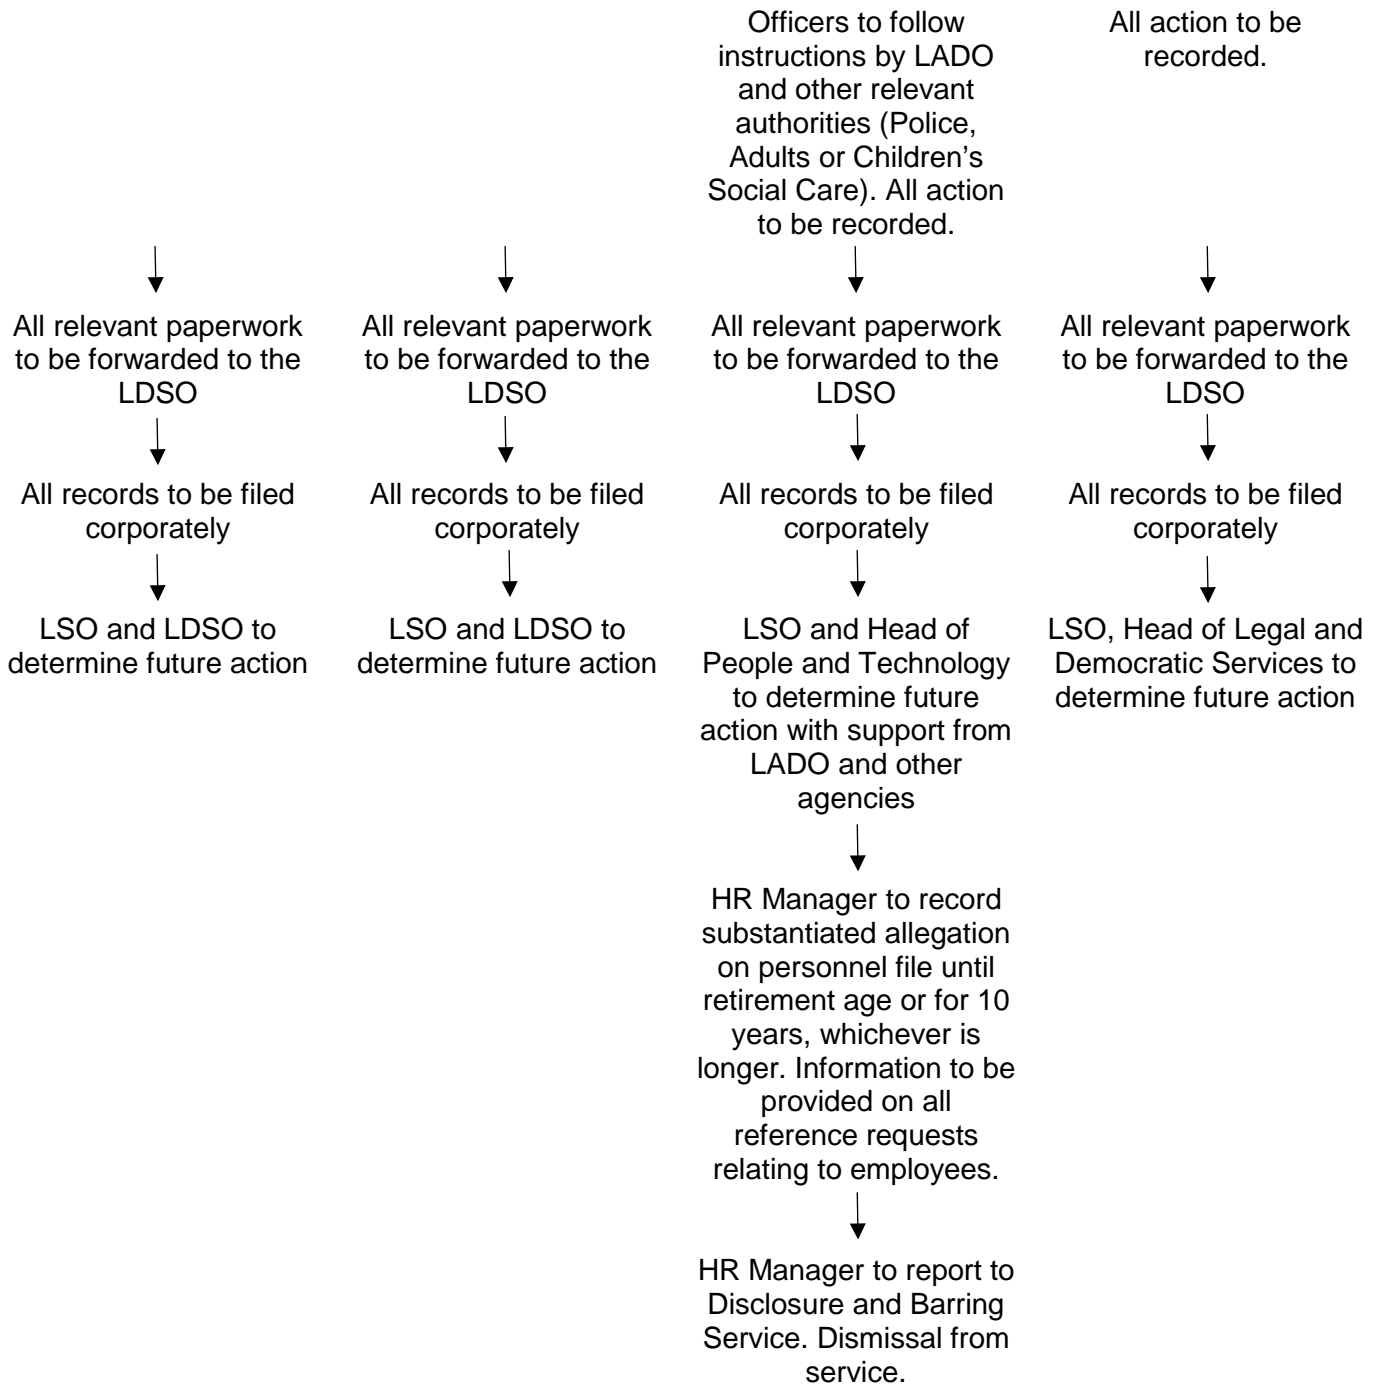 Officers to follow
instructions by LADO
and other relevant
authorities (Police,
Adults or Children’s
Social Care). All action
to be recorded.
All action to be
recorded.
All relevant paperwork
to be forwarded to the
LDSO
All relevant paperwork
to be forwarded to the
LDSO
All relevant paperwork
to be forwarded to the
LDSO
All relevant paperwork
to be forwarded to the
LDSO
All records to be filed
corporately
All records to be filed
corporately
All records to be filed
corporately
All records to be filed
corporately
LSO and LDSO to
determine future action
LSO and LDSO to
determine future action
LSO and Head of
People and Technology
to determine future
action with support from
LADO and other
agencies
LSO, Head of Legal and
Democratic Services to
determine future action
HR Manager to record
substantiated allegation
on personnel file until
retirement age or for 10
years, whichever is
longer. Information to be
provided on all
reference requests
relating to employees.
HR Manager to report to
Disclosure and Barring
Service. Dismissal from
service.